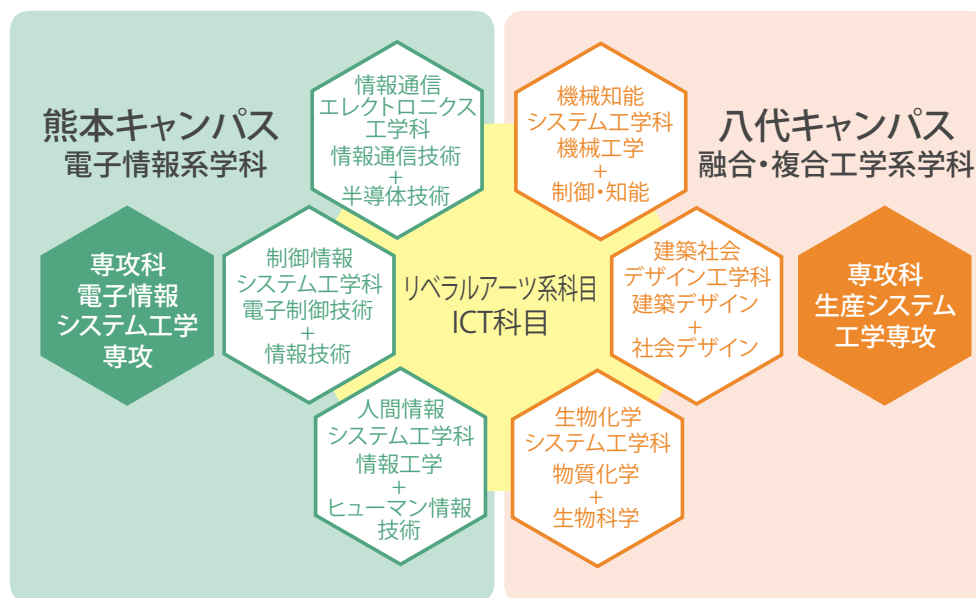 熊本キャンパス
電子情報系学科
専攻科
電子情報
システム工学
専攻
情報通信
エレクトロニクス
工学科
情報通信技術
+
半導体技術
制御情報
システム工学科
電子制御技術
+
情報技術
人間情報
システム工学科
情報工学
+
ヒューマン情報
技術
リベラルアーツ系科目
ICT科目
機械知能
システム工学科
機械工学
+
制御・知能
建築社会
デザイン工学科
建築デザイン
+
社会デザイン
生物化学
システム工学科
物質化学
+
生物科学
八代キャンパス
融合・複合工学系学科
専攻科
生産システム
工学専攻